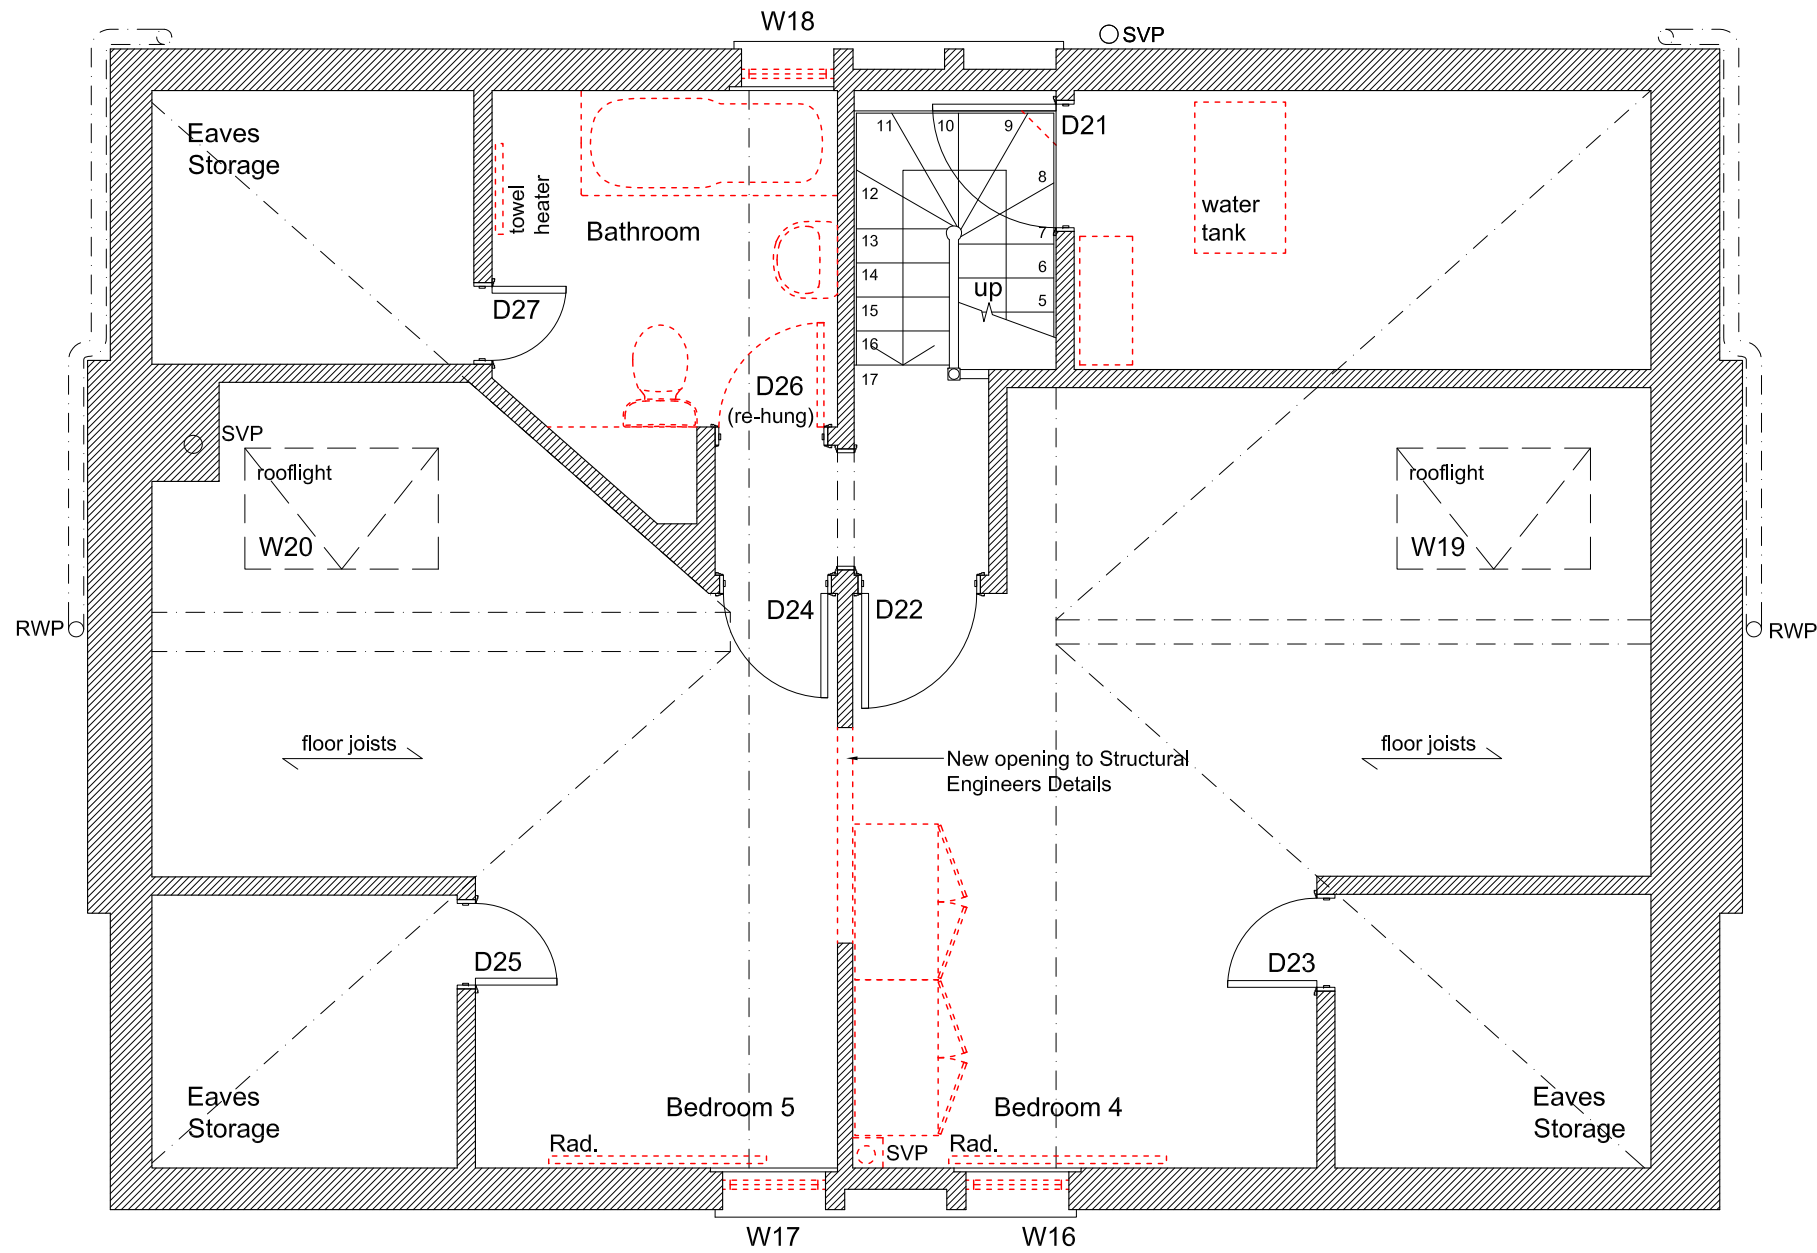 W18
SVP
Eaves
Storage
towel
heater
Bathroom
11
10
9
D21
8
12
7
13
6
14
5
15
up
16
17
water
tank
D27
D26
(re-hung)
SVP
rooflight
W20
rooflight
W19
RWP
D24
D22
RWP
floor joists
floor joists
New opening to Structural
Engineers Details
D25
D23
Eaves
Storage
Bedroom 5
Bedroom 4
Eaves
Storage
Rad.
SVP
Rad.
W17
W16